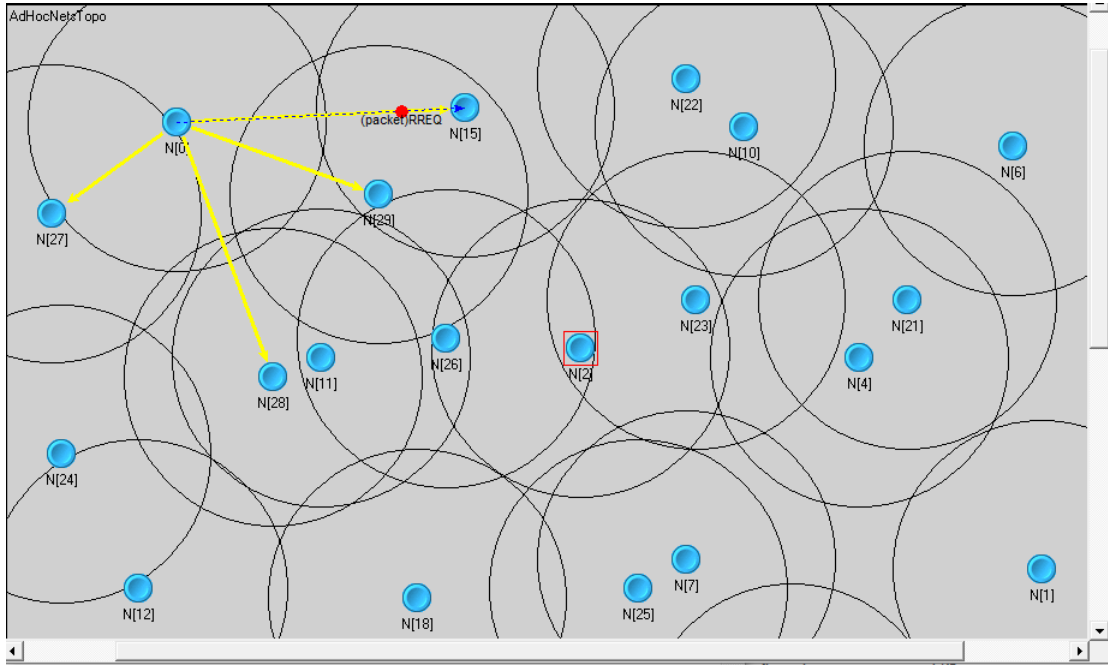 AdHocNetsTopo
N[22]
(packet)RREQ
N[15]
N[0]
N[10]
N[6]
N[29]
N[27]
N[23]
N[21]
N[26]
N[11]
N[2]
N[4]
N[28]
N[24]
N[7]
N[12]
N[18]
N[25]
N[1]